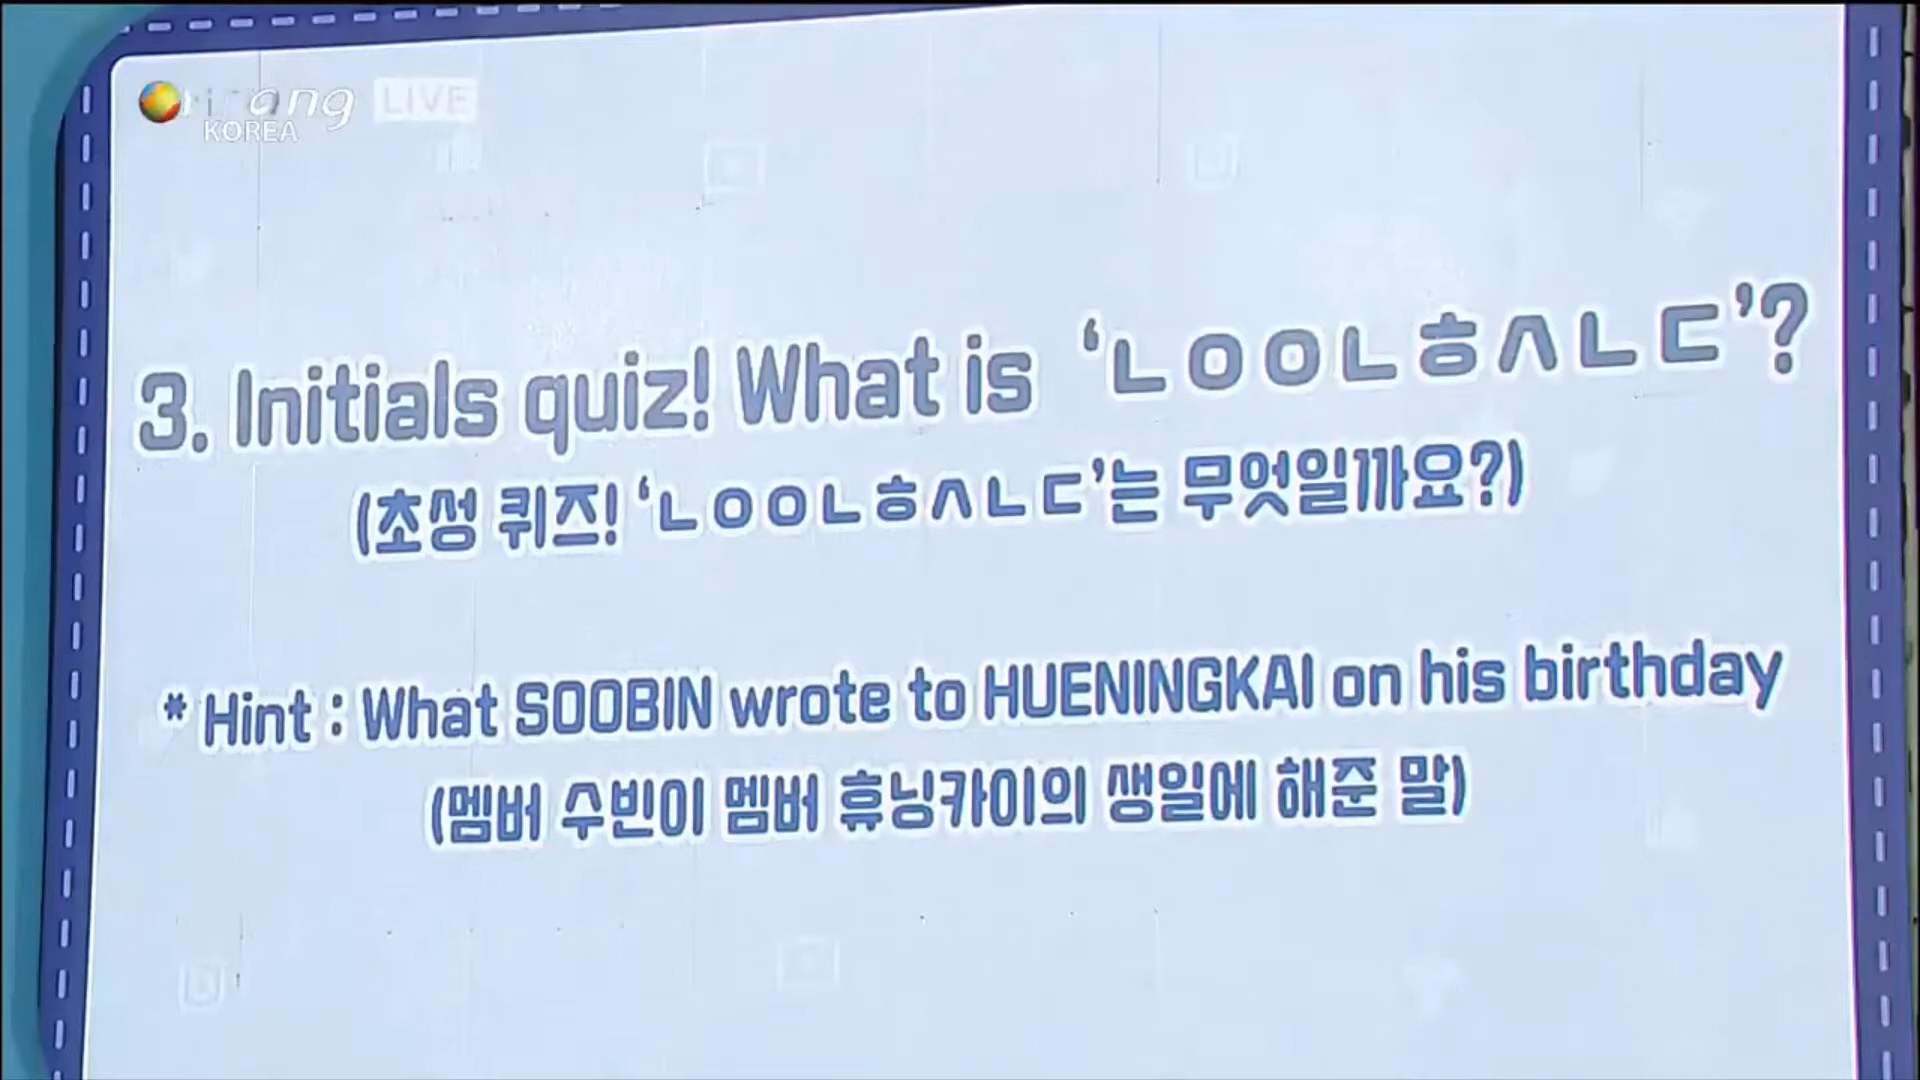 arirang LIVE
KOREA
3. Initials quiz! What is ‘ㄴㅇㅇㄴㅎㅅㄴㄷ’?
(초성 퀴즈! ‘ㄴㅇㅇㄴㅎㅅㄴㄷ’는 무엇일까요?)
* Hint : What SOOBIN wrote to HUENINGKAI on his birthday
(멤버 수빈이 멤버 휴닝카이의 생일에 해준 말)